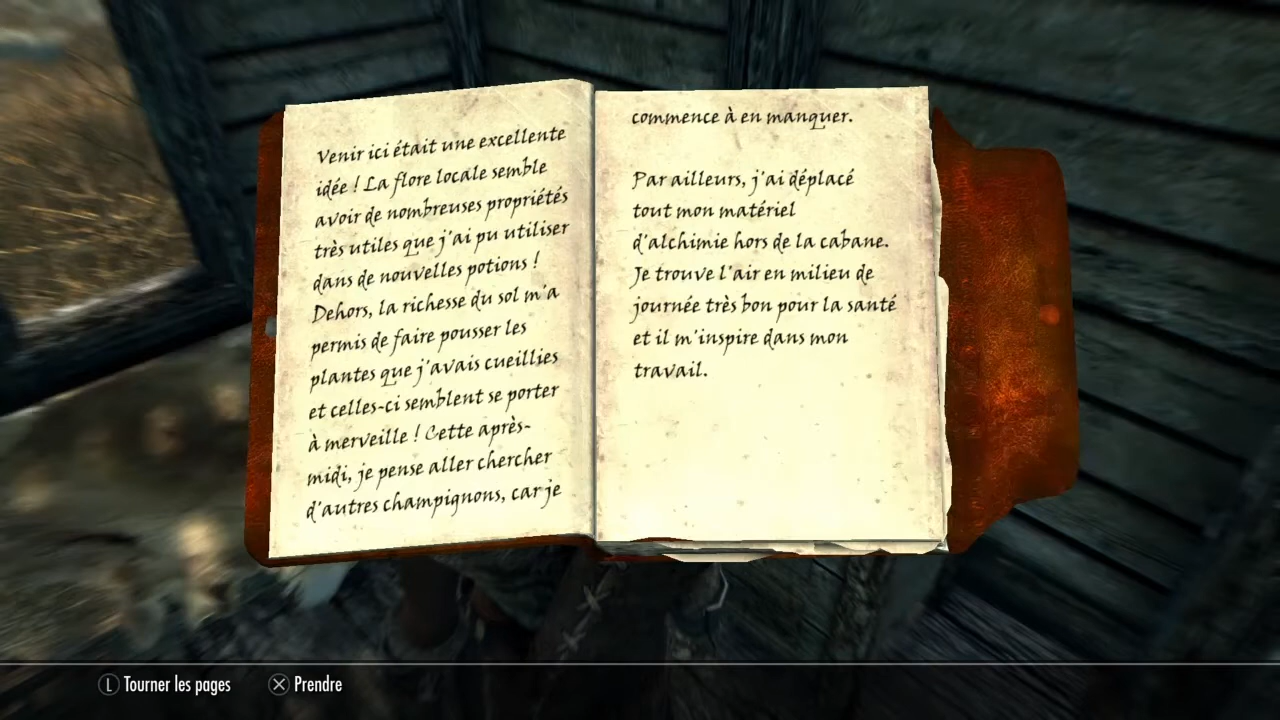 Venir ici était une excellente
idée ! La flore locale semble
avoir de nombreuses propriétés
très utiles que j'ai pu utiliser
dans de nouvelles potions !
Dehors, la richesse du sol m'a
permis de faire pousser les
plantes que j'avais cueillies
et celles-ci semblent se porter
à merveille ! Cette après-
midi, je pense aller chercher
d'autres champignons, car je
commence à en manquer.
Par ailleurs, j'ai déplacé
tout mon matériel
d'alchimie hors de la cabane.
Je trouve l'air en milieu de
journée très bon pour la santé
et il m'inspire dans mon
travail.
L Tourner les pages
X Prendre